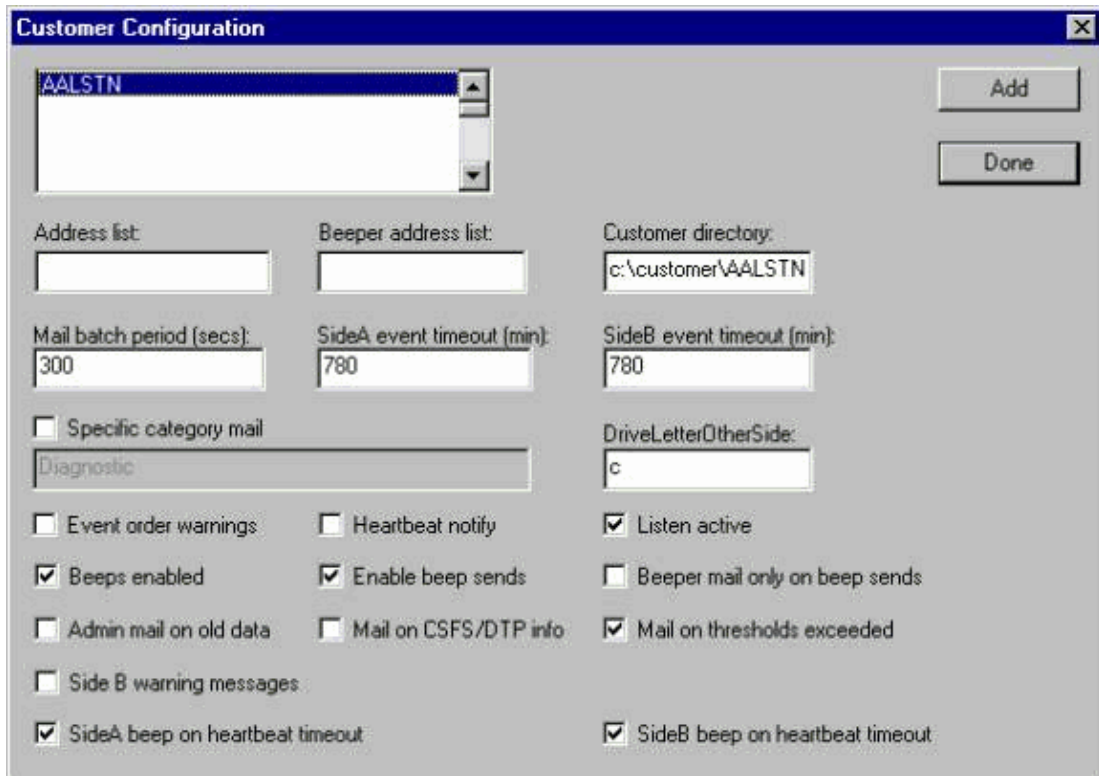 Customer Configuration
AALSTN
Add
Done
Address list:
Beeper address list:
Customer directory:
c:\customer\AALSTN
Mail batch period (secs):
SideA event timeout (min):
SideB event timeout (min):
300
780
780
Specific category mail
DriveLetterOtherSide:
Diagnostic
c
Event order warnings
Heartbeat notify
Listen active
Beeps enabled
Enable beep sends
Beeper mail only on beep sends
Admin mail on old data
Mail on CSFS/DTP info
Mail on thresholds exceeded
Side B warning messages
SideA beep on heartbeat timeout
SideB beep on heartbeat timeout